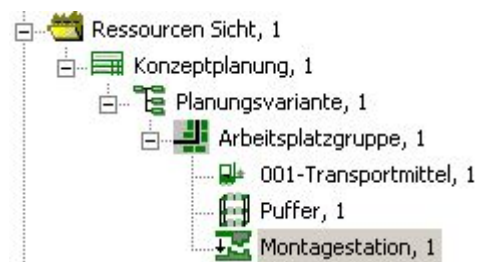 Ressourcen Sicht, 1
Konzeptplanung, 1
Planungsvariante, 1
Arbeitsplatzgruppe, 1
001-Transportmittel, 1
Puffer, 1
Montagestation, 1